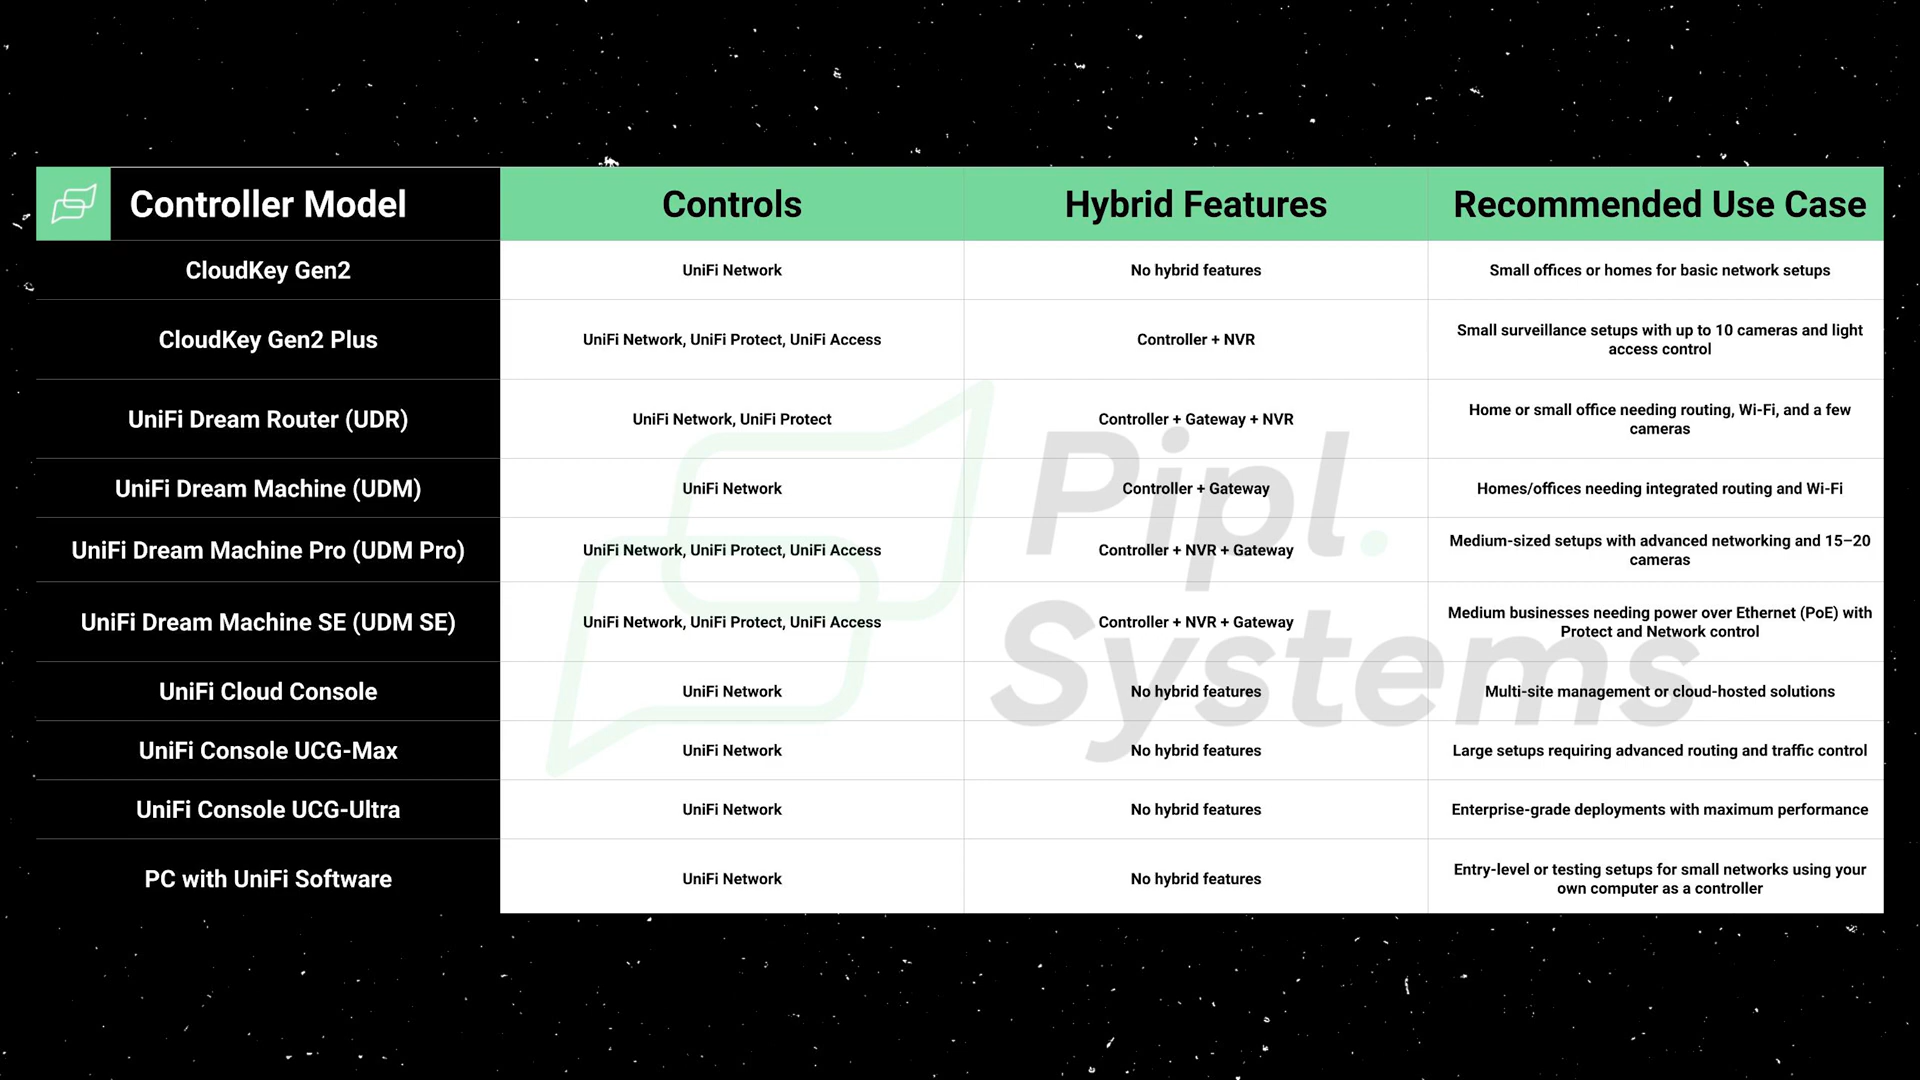 Controller Model
Controls
Hybrid Features
Recommended Use Case
CloudKey Gen2
UniFi Network
No hybrid features
Small offices or homes for basic network setups
CloudKey Gen2 Plus
UniFi Network, UniFi Protect, UniFi Access
Controller + NVR
Small surveillance setups with up to 10 cameras and light
access control
UniFi Dream Router (UDR)
UniFi Network, UniFi Protect
Controller + Gateway + NVR
Home or small office needing routing, Wi-Fi, and a few
cameras
UniFi Dream Machine (UDM)
UniFi Network
Controller + Gateway
Homes/offices needing integrated routing and Wi-Fi
UniFi Dream Machine Pro (UDM Pro)
UniFi Network, UniFi Protect, UniFi Access
Controller + NVR + Gateway
Medium-sized setups with advanced networking and 15–20
cameras
UniFi Dream Machine SE (UDM SE)
UniFi Network, UniFi Protect, UniFi Access
Controller + NVR + Gateway
Medium businesses needing power over Ethernet (PoE) with
Protect and Network control
UniFi Cloud Console
UniFi Network
No hybrid features
Multi-site management or cloud-hosted solutions
UniFi Console UCG-Max
UniFi Network
No hybrid features
Large setups requiring advanced routing and traffic control
UniFi Console UCG-Ultra
UniFi Network
No hybrid features
Enterprise-grade deployments with maximum performance
PC with UniFi Software
UniFi Network
No hybrid features
Entry-level or testing setups for small networks using your
own computer as a controller
Pipl.
Systems